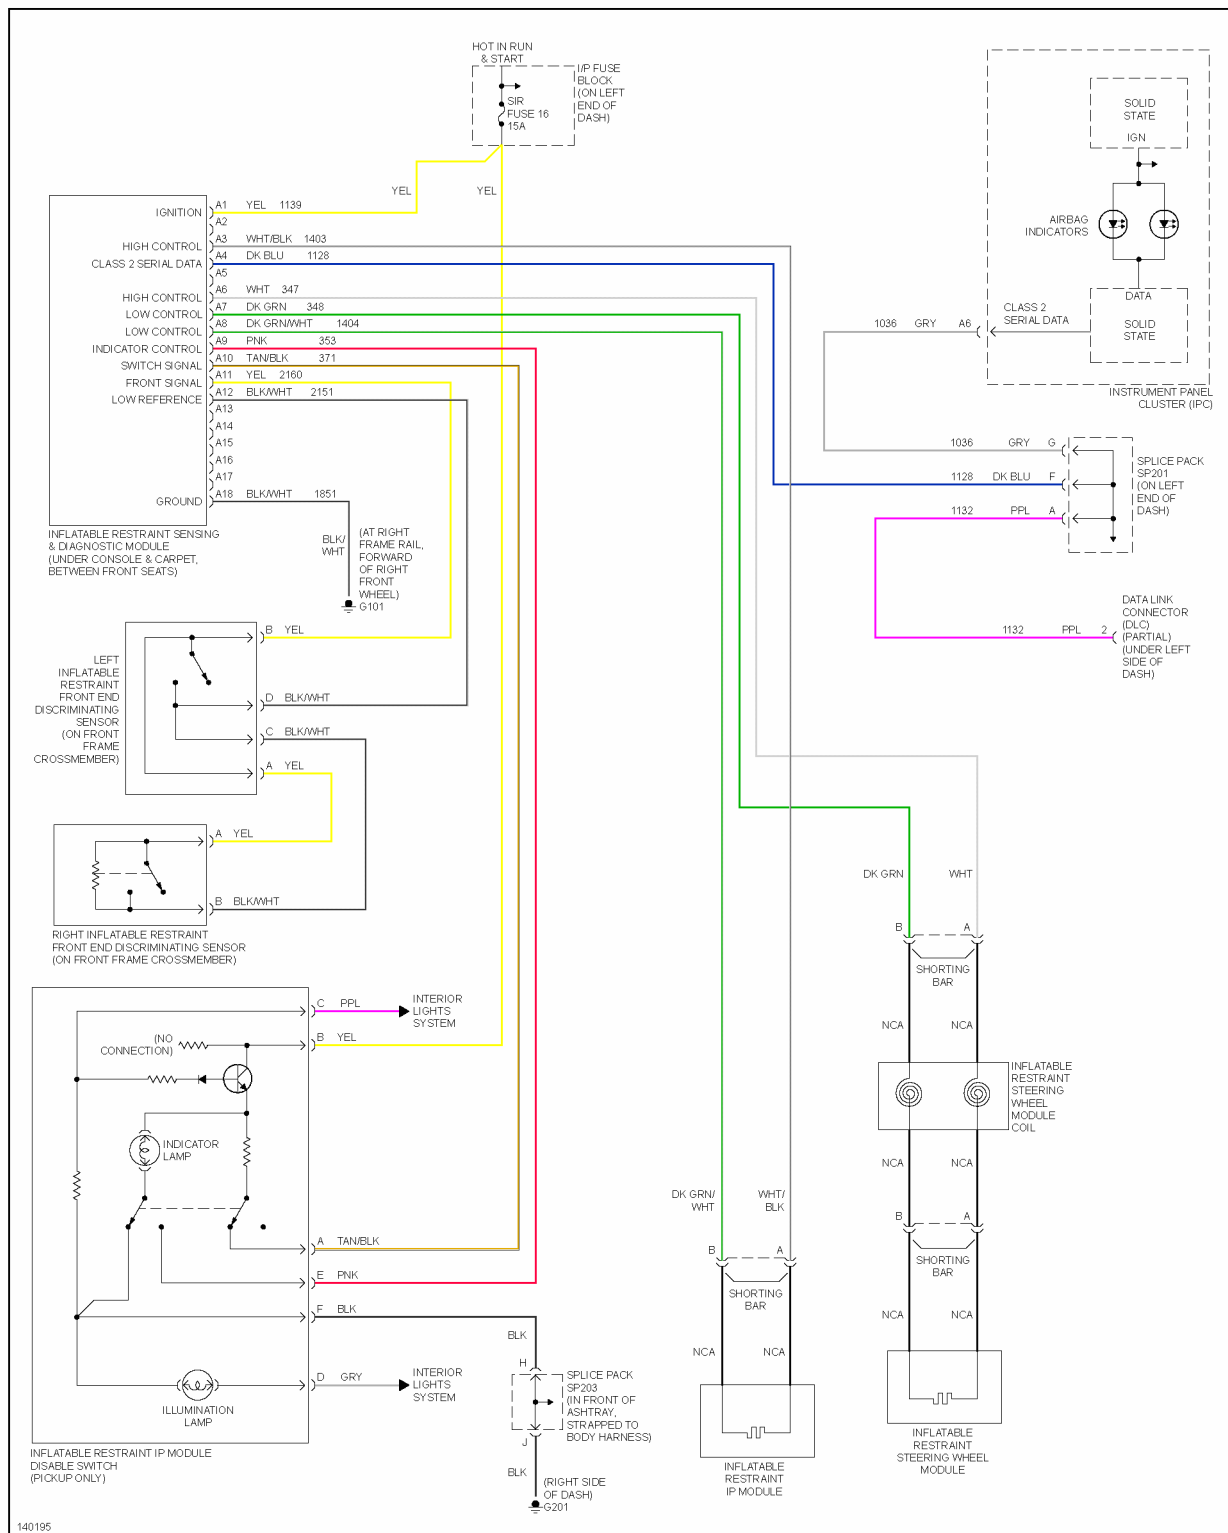 HOT IN RUN
& START
I/P FUSE
BLOCK
(ON LEFT
END OF
DASH)
SIR
FUSE 16
15A
YEL
YEL
IGNITION
A1 YEL 1139
A2
HIGH CONTROL
A3 WHT/BLK 1403
CLASS 2 SERIAL DATA
A4 DK BLU 1128
A5
HIGH CONTROL
A6 WHT 347
LOW CONTROL
A7 DK GRN 348
LOW CONTROL
A8 DK GRN/WHT 1404
INDICATOR CONTROL
A9 PNK 353
SWITCH SIGNAL
A10 TAN/BLK 371
FRONT SIGNAL
A11 YEL 2160
LOW REFERENCE
A12 BLK/WHT 2151
A13
A14
A15
A16
A17
GROUND
A18 BLK/WHT 1851
INFLATABLE RESTRAINT SENSING
& DIAGNOSTIC MODULE
(UNDER CONSOLE & CARPET,
BETWEEN FRONT SEATS)
BLK/
WHT
(AT RIGHT
FRAME RAIL,
FORWARD
OF RIGHT
FRONT
WHEEL)
G101
SOLID
STATE
IGN
AIRBAG
INDICATORS
DATA
SOLID
STATE
CLASS 2
SERIAL DATA
1036 GRY A6
INSTRUMENT PANEL
CLUSTER (IPC)
1036 GRY G
1128 DK BLU F
1132 PPL A
SPLICE PACK
SP201
(ON LEFT
END OF
DASH)
1132 PPL 2
DATA LINK
CONNECTOR
(DLC)
(PARTIAL)
(UNDER LEFT
SIDE OF
DASH)
LEFT
INFLATABLE
RESTRAINT
FRONT END
DISCRIMINATING
SENSOR
(ON FRONT
FRAME
CROSSMEMBER)
B YEL
D BLK/WHT
C BLK/WHT
A YEL
A YEL
B BLK/WHT
RIGHT INFLATABLE RESTRAINT
FRONT END DISCRIMINATING SENSOR
(ON FRONT FRAME CROSSMEMBER)
DK GRN WHT
B A
SHORTING
BAR
NCA NCA
INFLATABLE
RESTRAINT
STEERING
WHEEL
MODULE
COIL
NCA NCA
B A
SHORTING
BAR
NCA NCA
INFLATABLE
RESTRAINT
STEERING WHEEL
MODULE
DK GRN/
WHT
WHT/
BLK
B A
SHORTING
BAR
NCA NCA
INFLATABLE
RESTRAINT
IP MODULE
C PPL
INTERIOR
LIGHTS
SYSTEM
(NO
CONNECTION)
B YEL
INDICATOR
LAMP
A TAN/BLK
E PNK
F BLK
D GRY
INTERIOR
LIGHTS
SYSTEM
ILLUMINATION
LAMP
INFLATABLE RESTRAINT IP MODULE
DISABLE SWITCH
(PICKUP ONLY)
BLK
H
SPLICE PACK
SP203
(IN FRONT OF
ASHTRAY,
STRAPPED TO
BODY HARNESS)
J
BLK
(RIGHT SIDE
OF DASH)
G201
140195